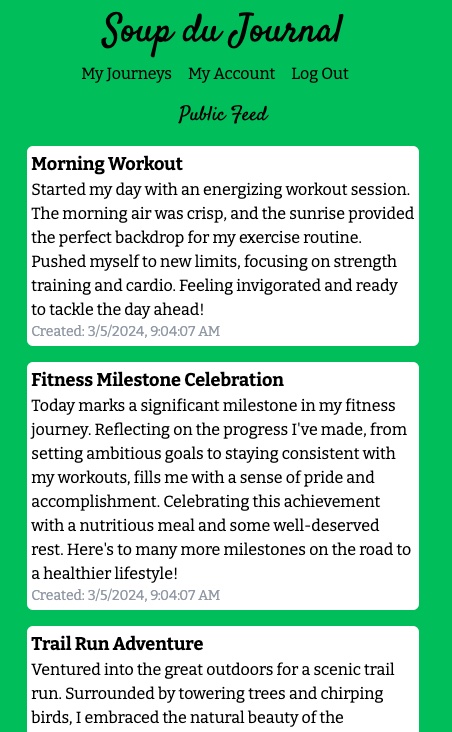 Soup du Journal
My Journeys My Account Log Out
Public Feed
Morning Workout
Started my day with an energizing workout session.
The morning air was crisp, and the sunrise provided
the perfect backdrop for my exercise routine.
Pushed myself to new limits, focusing on strength
training and cardio. Feeling invigorated and ready
to tackle the day ahead!
Created: 3/5/2024, 9:04:07 AM
Fitness Milestone Celebration
Today marks a significant milestone in my fitness
journey. Reflecting on the progress I've made, from
setting ambitious goals to staying consistent with
my workouts, fills me with a sense of pride and
accomplishment. Celebrating this achievement
with a nutritious meal and some well-deserved
rest. Here's to many more milestones on the road to
a healthier lifestyle!
Created: 3/5/2024, 9:04:07 AM
Trail Run Adventure
Ventured into the great outdoors for a scenic trail
run. Surrounded by towering trees and chirping
birds, I embraced the natural beauty of the